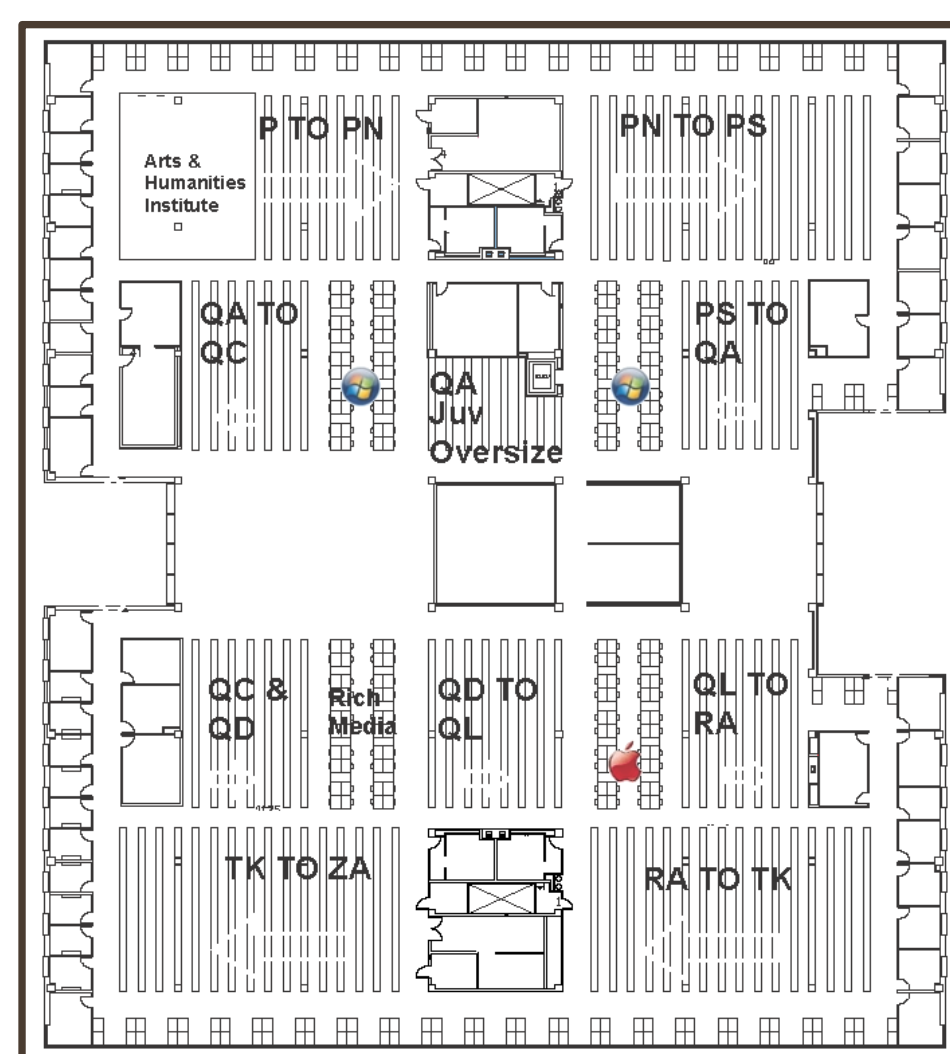 P TO PN
PN TO PS
Arts &
Humanities
Institute
QA TO
QC
QA
Juv
Oversize
PS TO
QA
QC &
QD
Rich
Media
QD TO
QL
QL TO
RA
TK TO ZA
RA TO TK